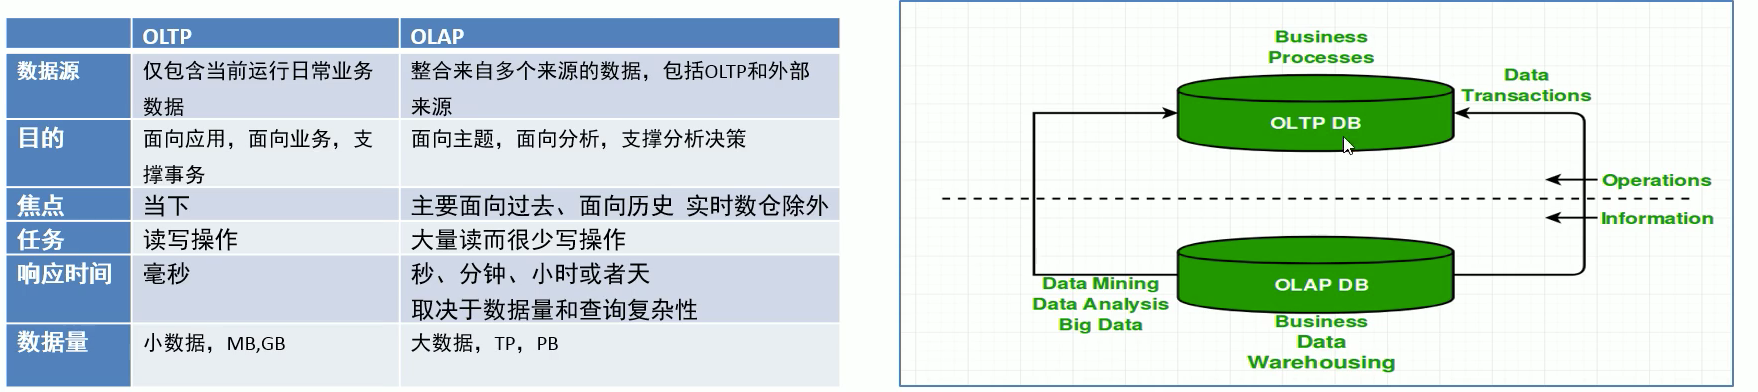 OLTP OLAP
数据源 仅包含当前运行日常业务 整合来自多个来源的数据，包括OLTP和外部
数据 来源
目的 面向应用，面向业务，支 面向主题，面向分析，支撑分析决策
撑事务
焦点 当下 主要面向过去、面向历史 实时数仓除外
任务 读写操作 大量读而很少写操作
响应时间 毫秒 秒、分钟、小时或者天
取决于数据量和查询复杂性
数据量 小数据，MB,GB 大数据，TP，PB
Business
Processes
Data
Transactions
OLTP DB
Operations
Information
OLAP DB
Data Mining
Data Analysis
Big Data
Business
Data
Warehousing